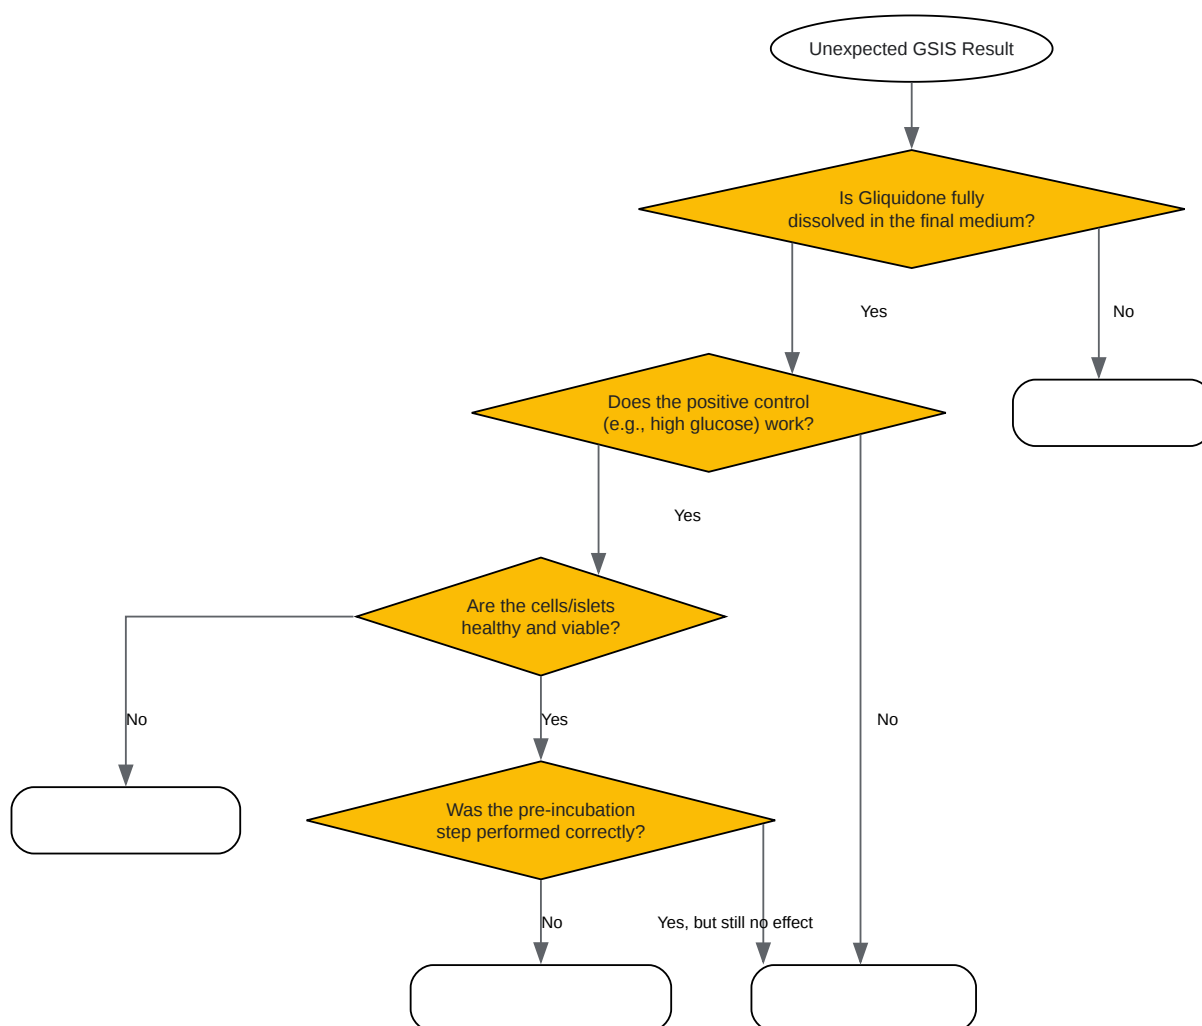 Unexpected GSIS Result
Is Gliquidone fully
dissolved in the final medium?
Yes
No
Does the positive control
(e.g., high glucose) work?
Yes
Are the cells/islets
healthy and viable?
No
Yes
No
Was the pre-incubation
step performed correctly?
No
Yes, but still no effect